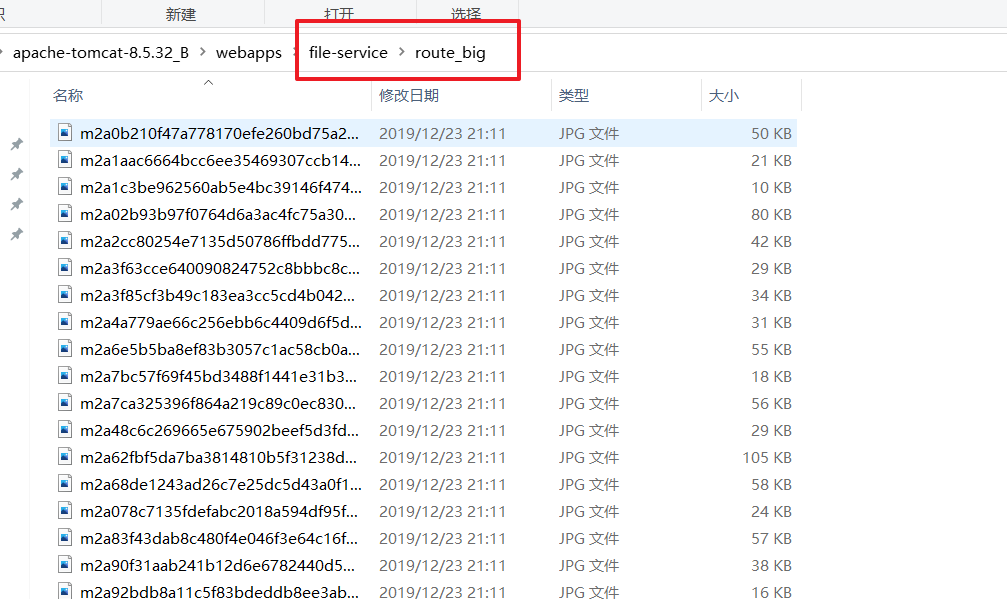 新建 打开 选择
apache-tomcat-8.5.32_B > webapps > file-service > route_big
名称 修改日期 类型 大小
m2a0b210f47a778170efe260bd75a2... 2019/12/23 21:11 JPG 文件 50 KB
m2a1aac6664bcc6ee35469307ccb14... 2019/12/23 21:11 JPG 文件 21 KB
m2a1c3be962560ab5e4bc39146f474... 2019/12/23 21:11 JPG 文件 10 KB
m2a02b93b97f0764d6a3ac4fc75a30... 2019/12/23 21:11 JPG 文件 80 KB
m2a2cc80254e7135d50786ffbdd775... 2019/12/23 21:11 JPG 文件 42 KB
m2a3f63cce640090824752c8bbbc8c... 2019/12/23 21:11 JPG 文件 29 KB
m2a3f85cf3b49c183ea3cc5cd4b042... 2019/12/23 21:11 JPG 文件 34 KB
m2a4a779ae66c256ebb6c4409d6f5d... 2019/12/23 21:11 JPG 文件 31 KB
m2a6e5b5ba8ef83b3057c1ac58cb0a... 2019/12/23 21:11 JPG 文件 55 KB
m2a7bc57f69f45bd3488f1441e31b3... 2019/12/23 21:11 JPG 文件 18 KB
m2a7ca325396f864a219c89c0ec830... 2019/12/23 21:11 JPG 文件 56 KB
m2a48c6c269665e675902beef5d3fd... 2019/12/23 21:11 JPG 文件 29 KB
m2a62fbf5da7ba3814810b5f31238d... 2019/12/23 21:11 JPG 文件 105 KB
m2a68de1243ad26c7e25dc5d43a0f1... 2019/12/23 21:11 JPG 文件 58 KB
m2a078c7135fdefabc2018a594df95f... 2019/12/23 21:11 JPG 文件 24 KB
m2a83f43dab8c480f4e046f3e64c16f... 2019/12/23 21:11 JPG 文件 57 KB
m2a90f31aab241b12d6e6782440d5... 2019/12/23 21:11 JPG 文件 38 KB
m2a92bdb8a11c5f83bdeddb8ee3ab... 2019/12/23 21:11 JPG 文件 16 KB